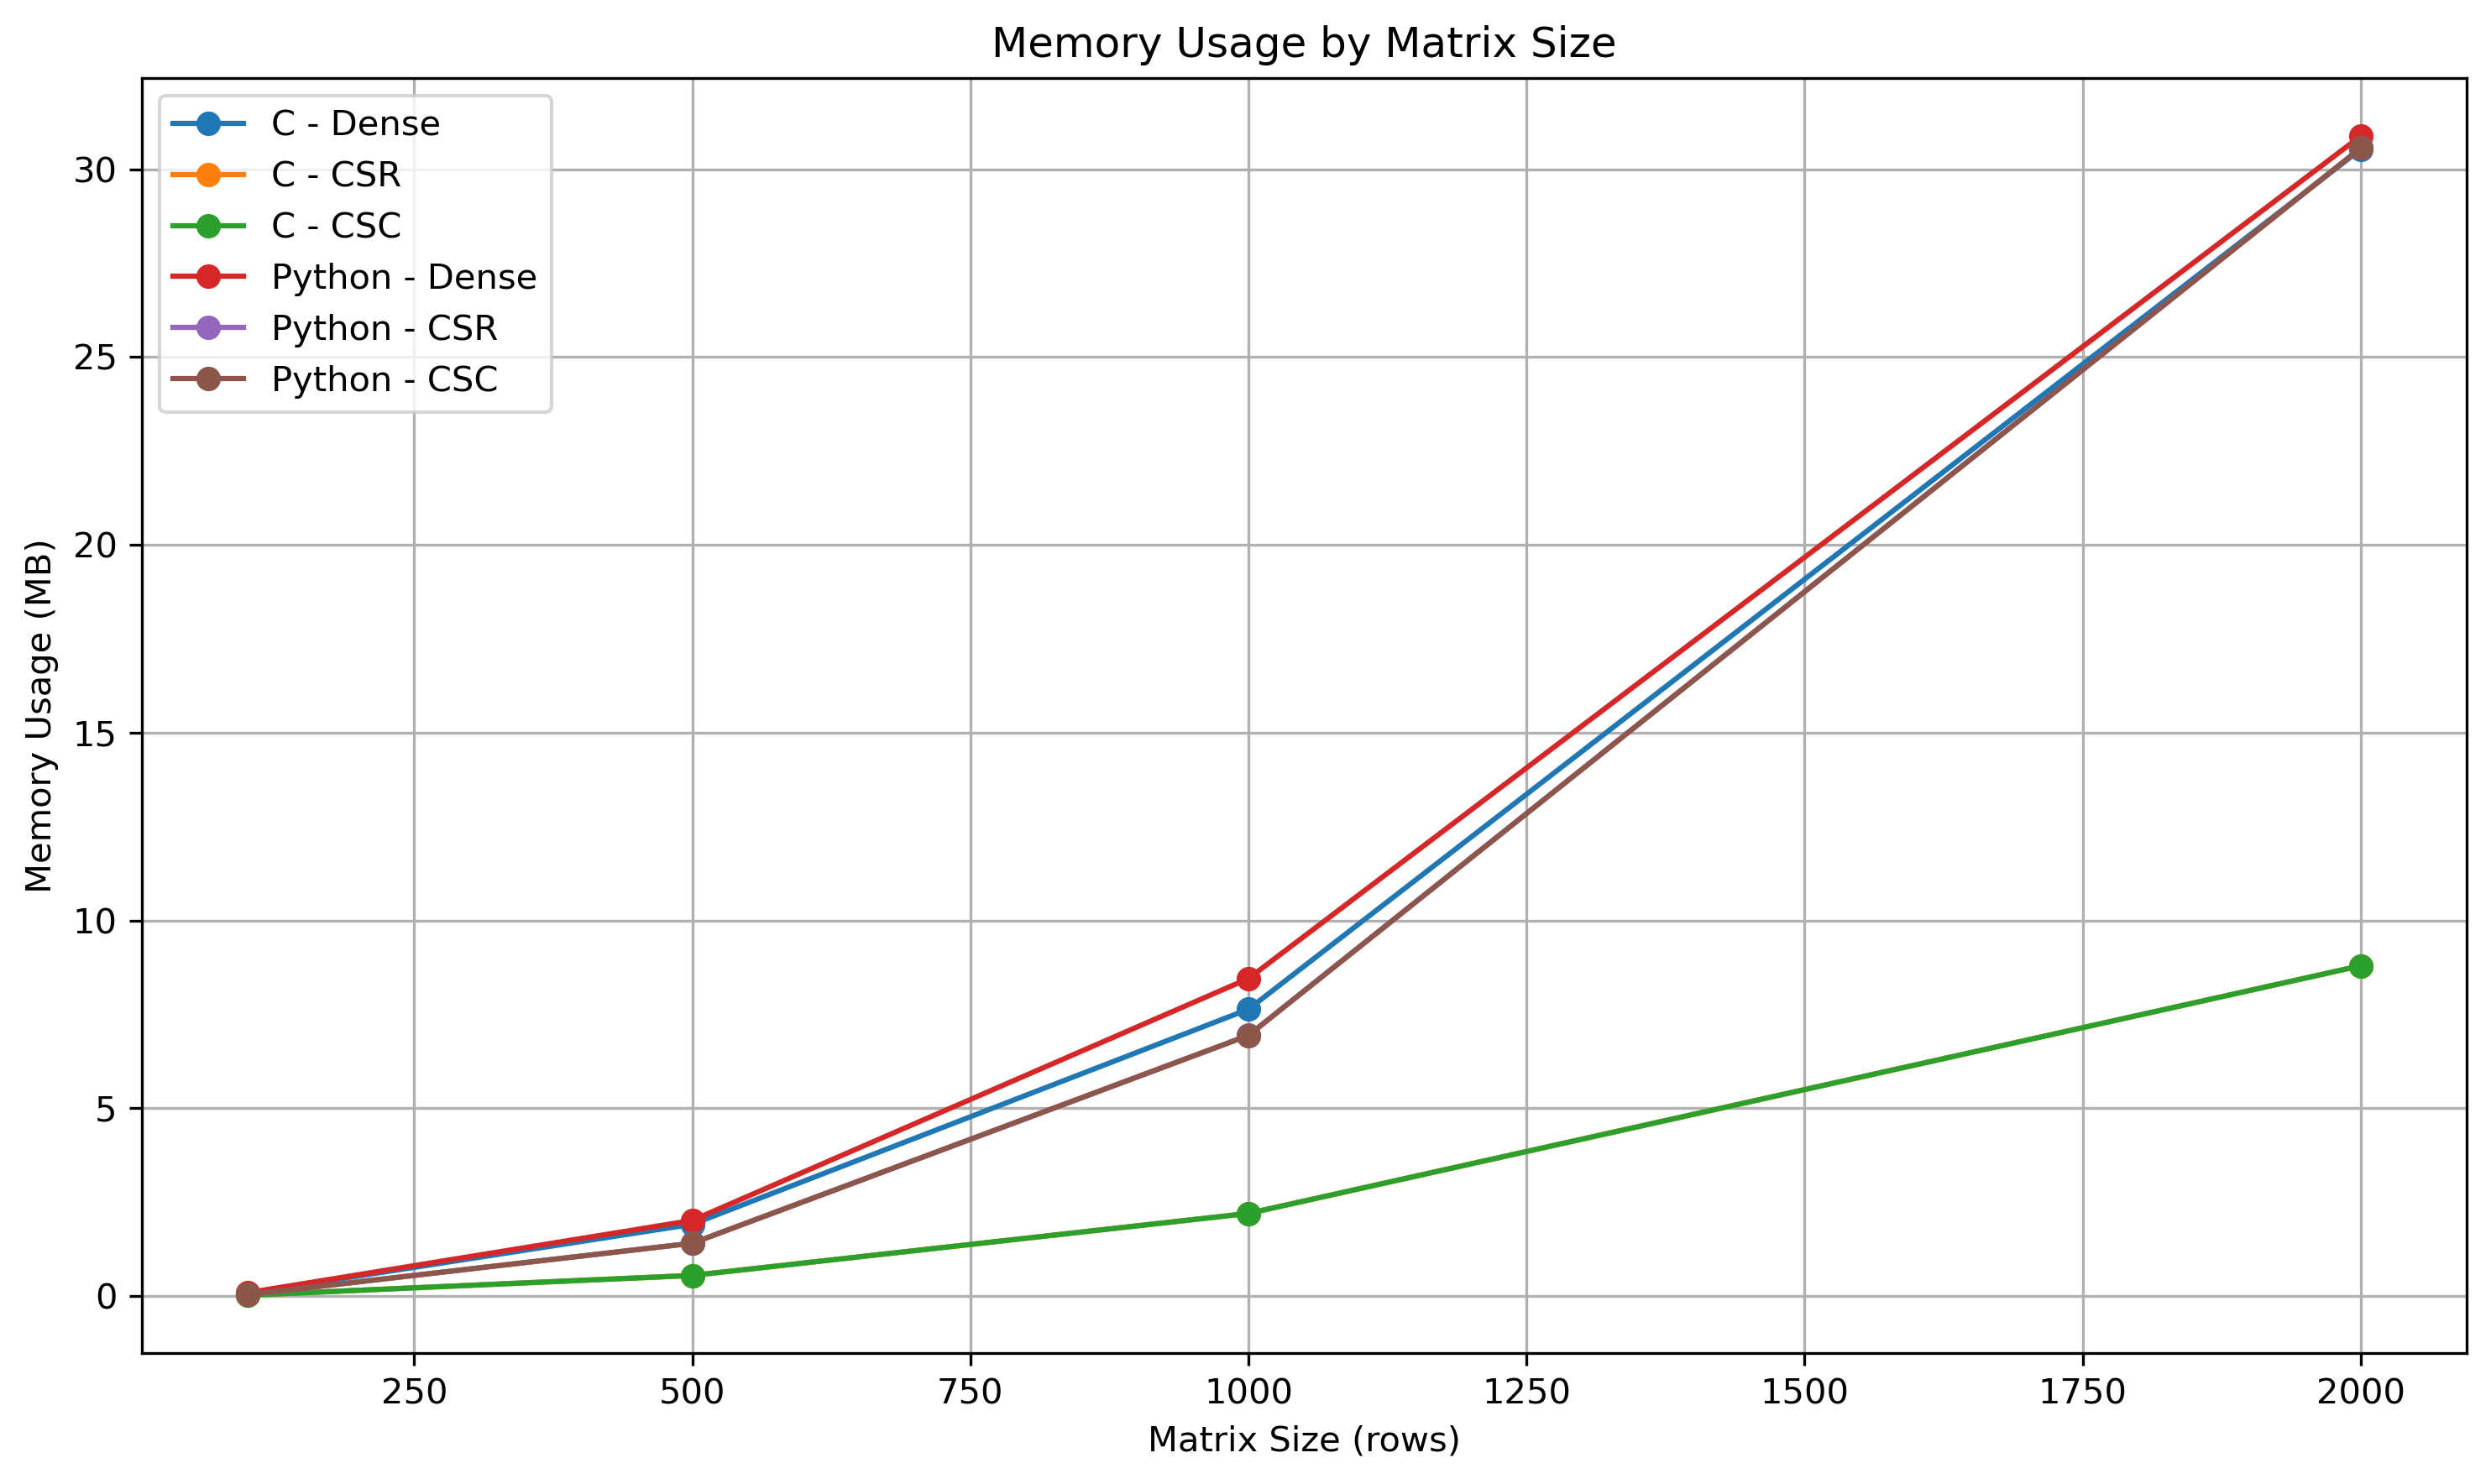 Memory Usage by Matrix Size
C - Dense
C - CSR
C - CSC
Python - Dense
Python - CSR
Python - CSC
Memory Usage (MB)
30
25
20
15
10
5
0
250 500 750 1000 1250 1500 1750 2000
Matrix Size (rows)